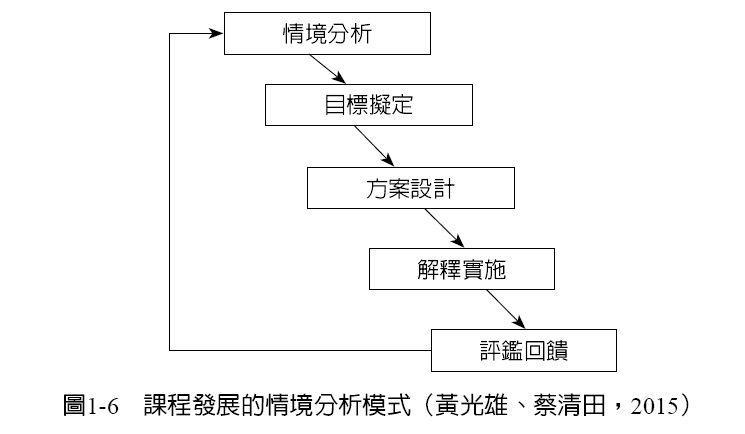 情境分析
目標擬定
方案設計
解釋實施
評鑑回饋
圖1-6　課程發展的情境分析模式（黃光雄、蔡清田，2015）